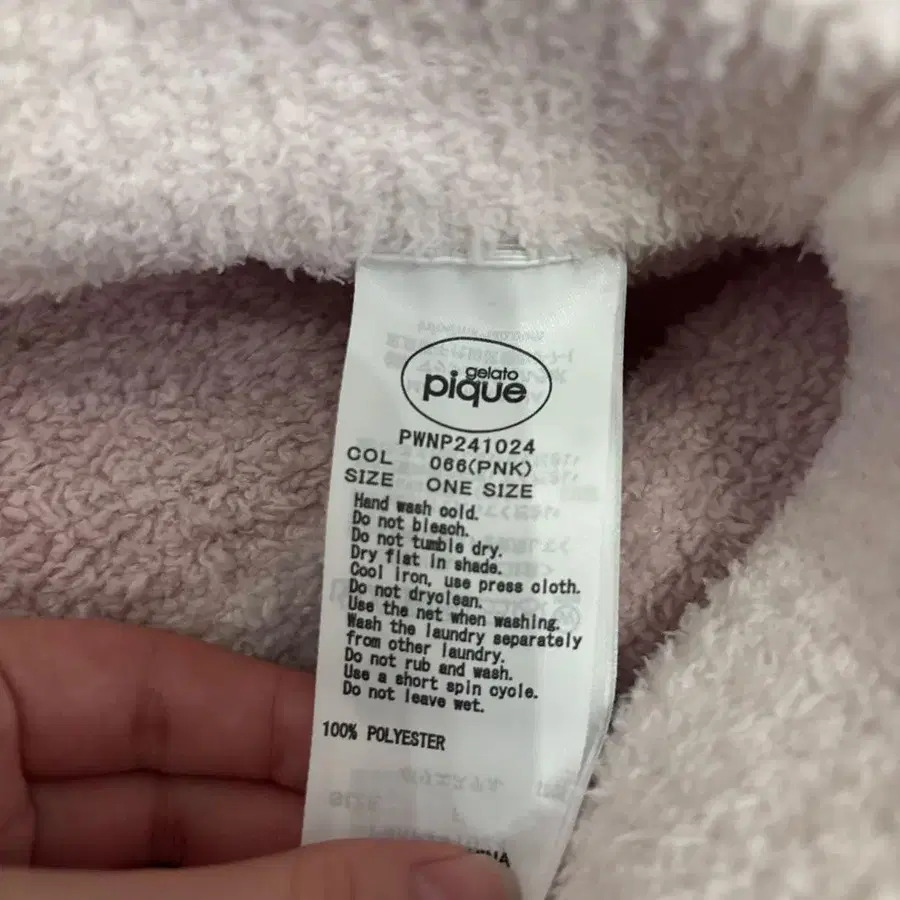 gelato
pique
PWNP241024
COL 066(PNK)
SIZE ONE SIZE
Hand wash cold.
Do not bleach.
Do not tumble dry.
Dry flat in shade.
Cool iron, use press cloth.
Do not dryclean.
Use the net when washing.
Wash the laundry separately
from other laundry.
Do not rub and wash.
Use a short spin cycle.
Do not leave wet.
100% POLYESTER